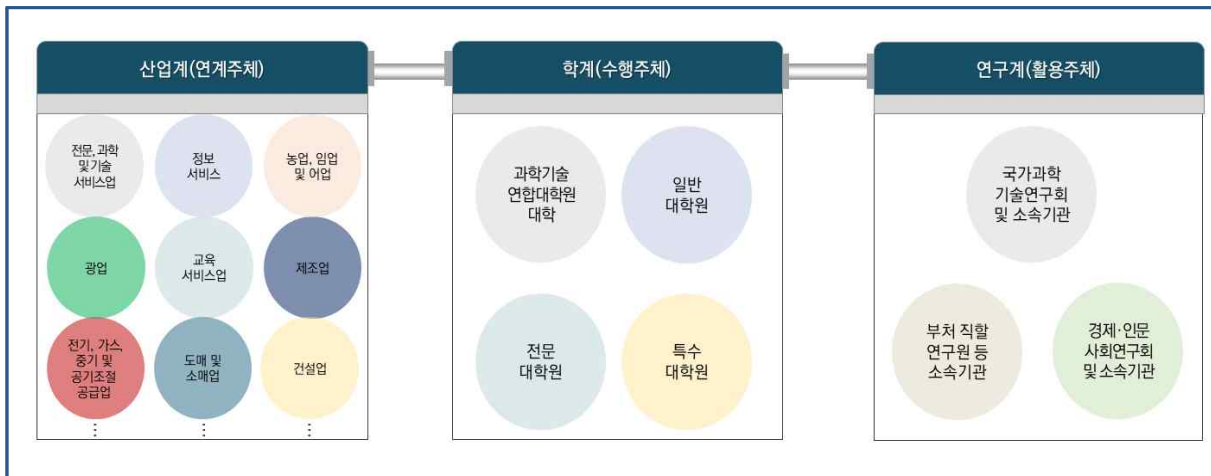 산업계(연계주체)
전문, 과학
및 기술
서비스업
정보
서비스
농업, 임업
및 어업
광업
교육
서비스업
제조업
전기, 가스,
중기 및
공기조절
공급업
도매 및
소매업
건설업
⋮ ⋮ ⋮
학계(수행주체)
과학기술
연합대학원
대학
일반
대학원
전문
대학원
특수
대학원
연구계(활용주체)
국가과학
기술연구회
및 소속기관
부처 직할
연구원 등
소속기관
경제·인문
사회연구회
및 소속기관